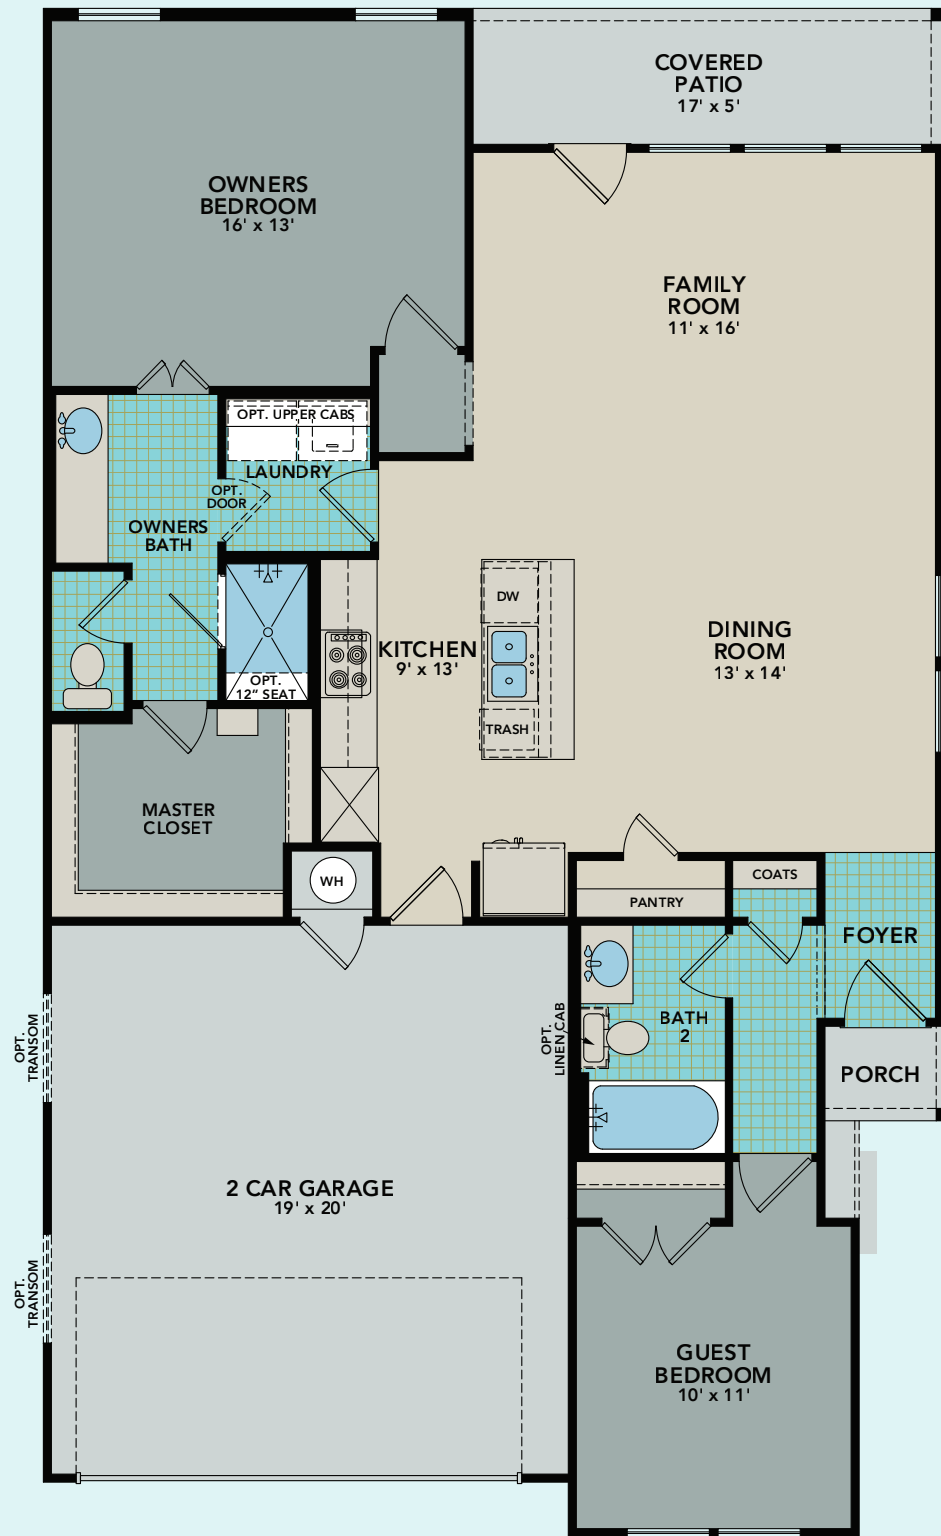 COVERED
PATIO
17' x 5'
OWNERS
BEDROOM
16' x 13'
FAMILY
ROOM
11' x 16'
OPT. UPPER CABS
LAUNDRY
OPT.
DOOR
OWNERS
BATH
DW
KITCHEN
9' x 13'
DINING
ROOM
13' x 14'
OPT.
12" SEAT
TRASH
MASTER
CLOSET
WH
COATS
PANTRY
FOYER
OPT.
TRANSOM
OPT.
LINEN CAB
BATH
2
PORCH
2 CAR GARAGE
19' x 20'
OPT.
TRANSOM
GUEST
BEDROOM
10' x 11'